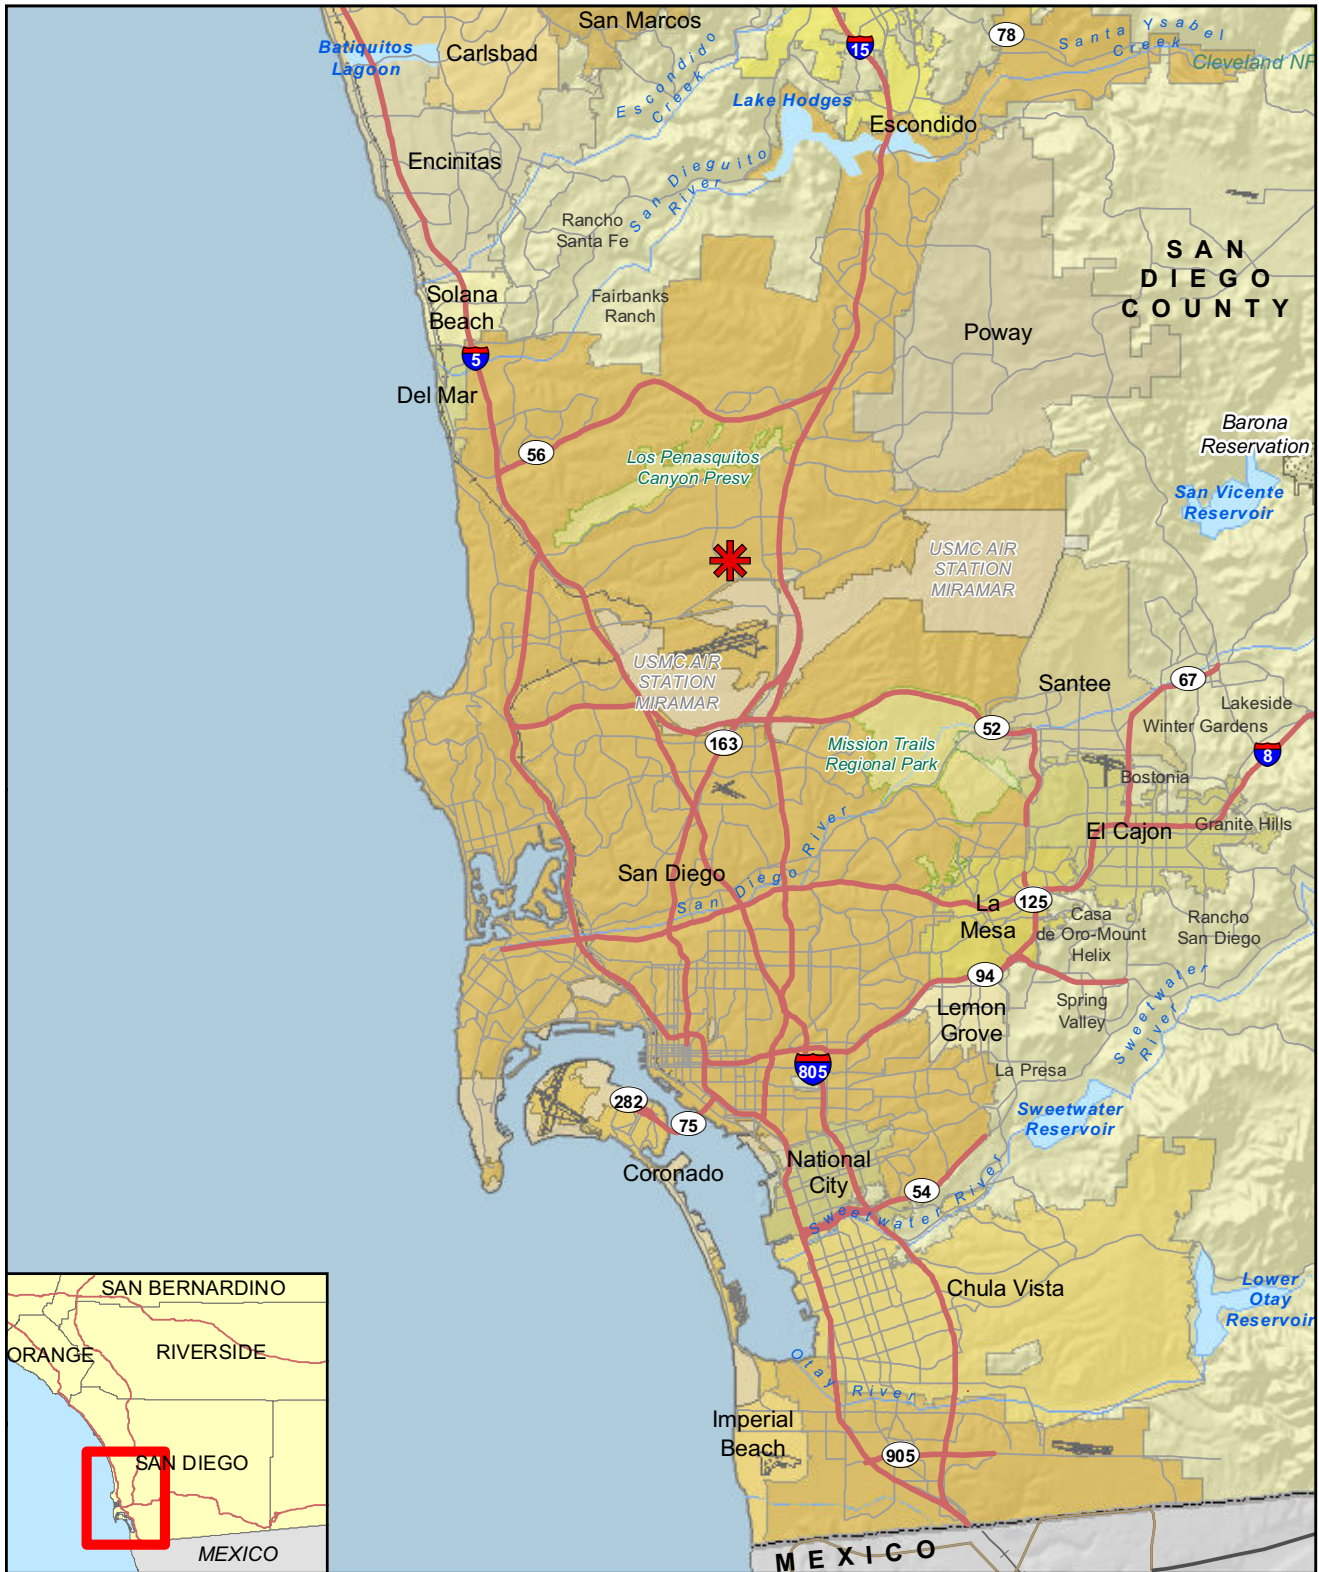 San Marcos
Batiquitos
Lagoon
Carlsbad
15
78
Santa Ysabel
Creek
Cleveland NF
Escondido
Creek
Lake Hodges
Escondido
Encinitas
San Dieguito
River
Rancho
Santa Fe
SAN
DIEGO
COUNTY
Solana
Beach
Fairbanks
Ranch
Poway
5
Del Mar
Barona
Reservation
56
Los Penasquitos
Canyon Presv
San Vicente
Reservoir
USMC AIR
STATION
MIRAMAR
USMC AIR
STATION
MIRAMAR
Santee
67
Lakeside
Winter Gardens
52
163
Mission Trails
Regional Park
8
Bostonia
El Cajon
Granite Hills
San Diego
San Diego River
La
Mesa
125
Casa
de Oro-Mount
Helix
Rancho
San Diego
94
Lemon
Grove
Spring
Valley
Sweetwater
River
805
La Presa
282
75
Sweetwater
Reservoir
Coronado
National
City
54
Sweetwater River
Chula Vista
Lower
Otay
Reservoir
Otay River
Imperial
Beach
905
MEXICO
SAN BERNARDINO
ORANGE
RIVERSIDE
SAN DIEGO
MEXICO